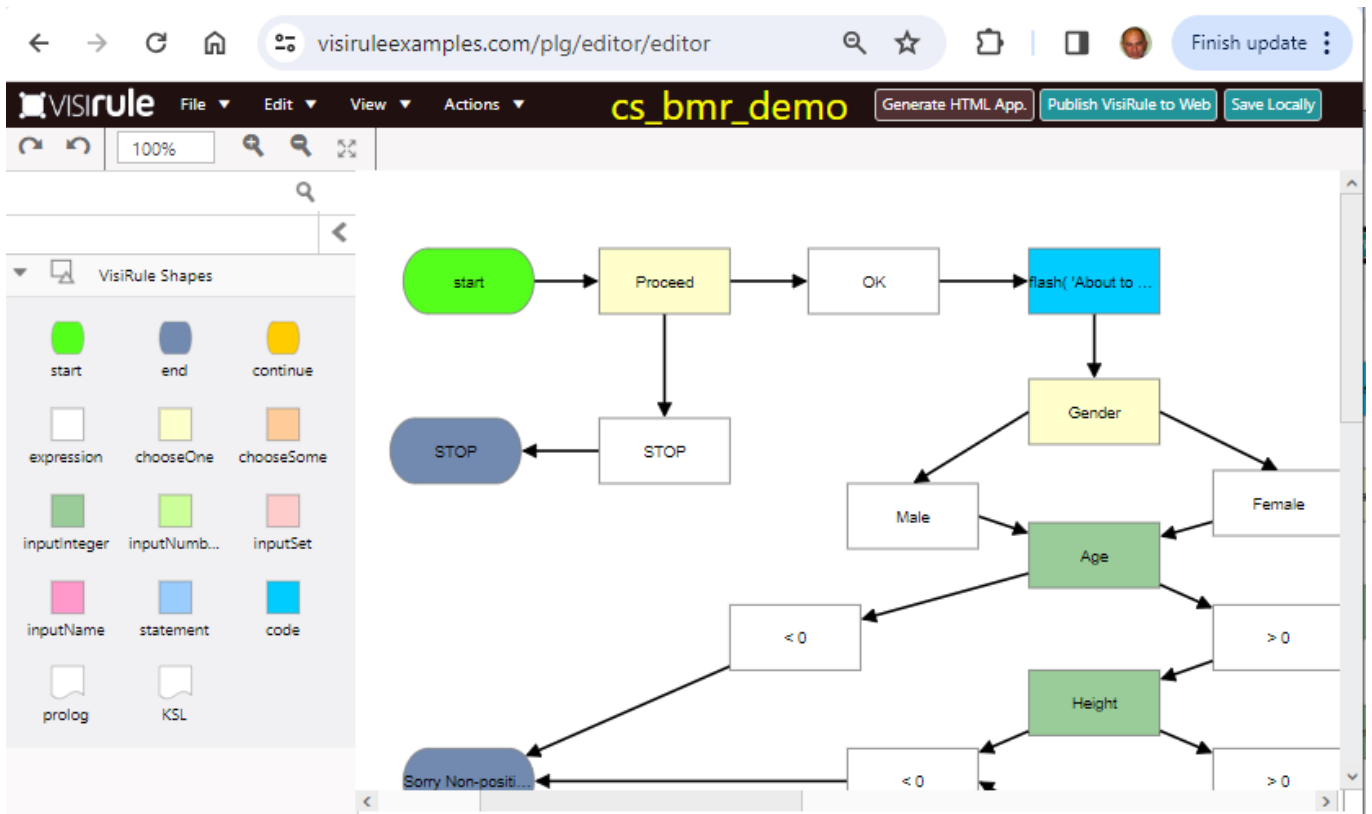 visiruleexamples.com/plg/editor/editor
Finish update
VISIrule
File
Edit
View
Actions
cs_bmr_demo
Generate HTML App.
Publish VisiRule to Web
Save Locally
100%
VisiRule Shapes
start
end
continue
expression
chooseOne
chooseSome
inputInteger
inputNumb...
inputSet
inputName
statement
code
prolog
KSL
start
Proceed
OK
flash( 'About to ...
STOP
STOP
Gender
Male
Female
Age
< 0
> 0
Height
Sorry Non-positi...
< 0
> 0